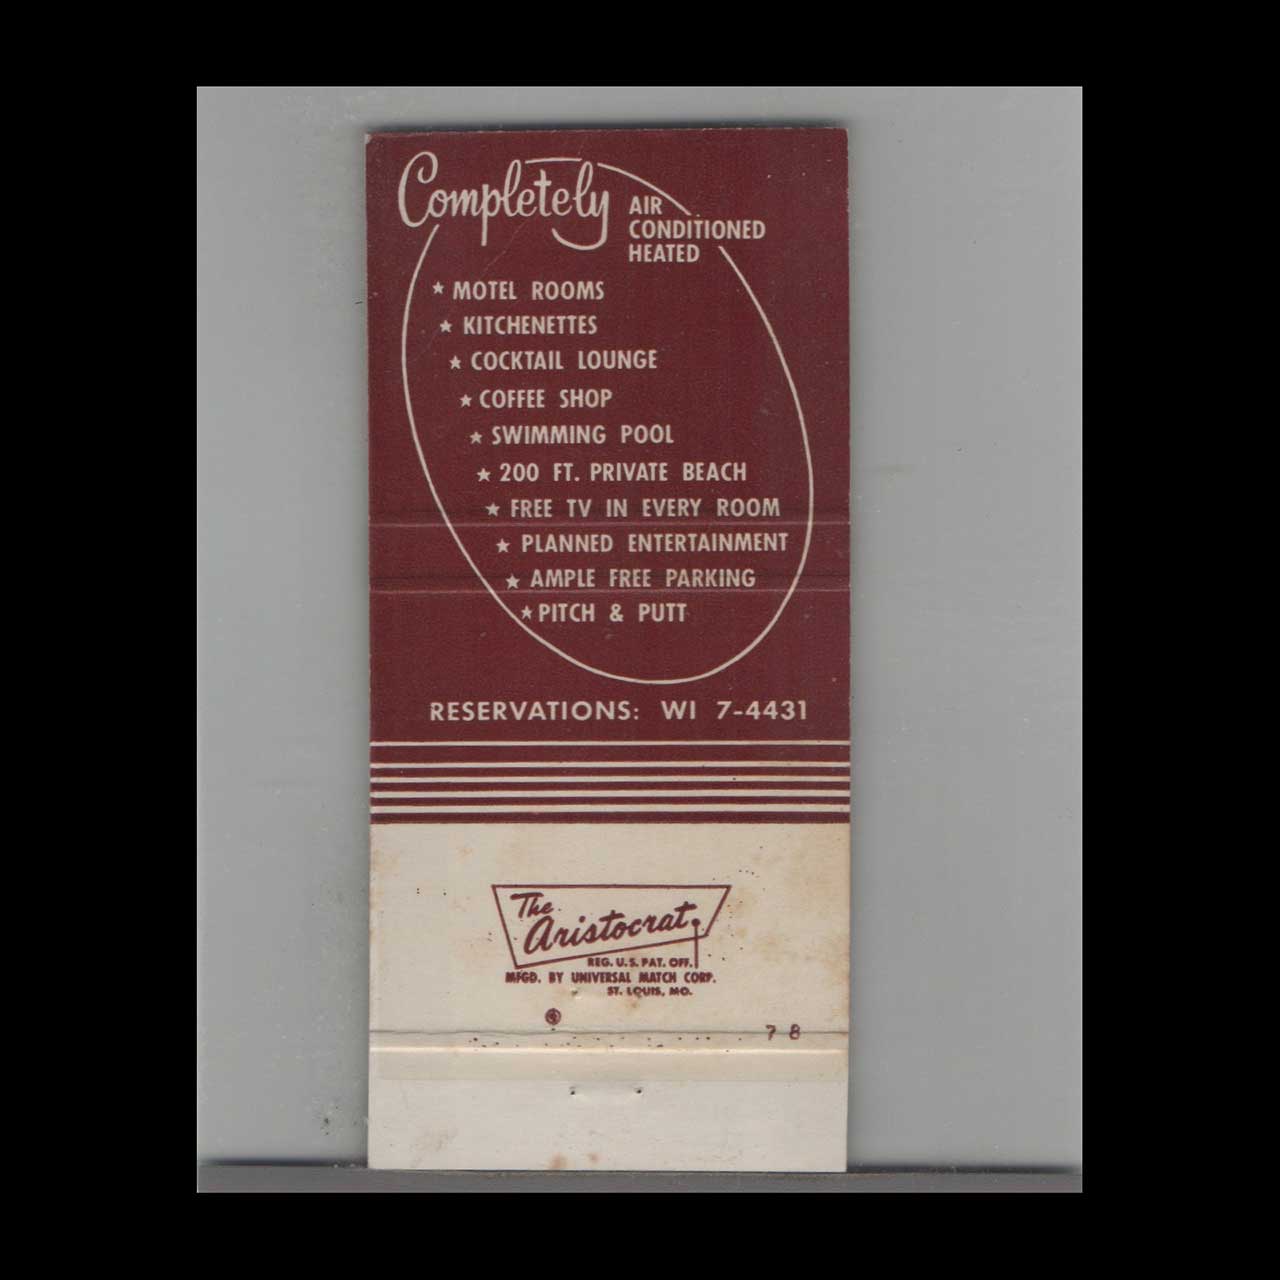 Completely AIR
CONDITIONED
HEATED
★ MOTEL ROOMS
★ KITCHENETTES
★ COCKTAIL LOUNGE
★ COFFEE SHOP
★ SWIMMING POOL
★ 200 FT. PRIVATE BEACH
★ FREE TV IN EVERY ROOM
★ PLANNED ENTERTAINMENT
★ AMPLE FREE PARKING
★ PITCH & PUTT
RESERVATIONS: WI 7-4431
The
Aristocrat
REG. U.S. PAT. OFF.
MFGD. BY UNIVERSAL MATCH CORP.
ST. LOUIS, MO.
7 8